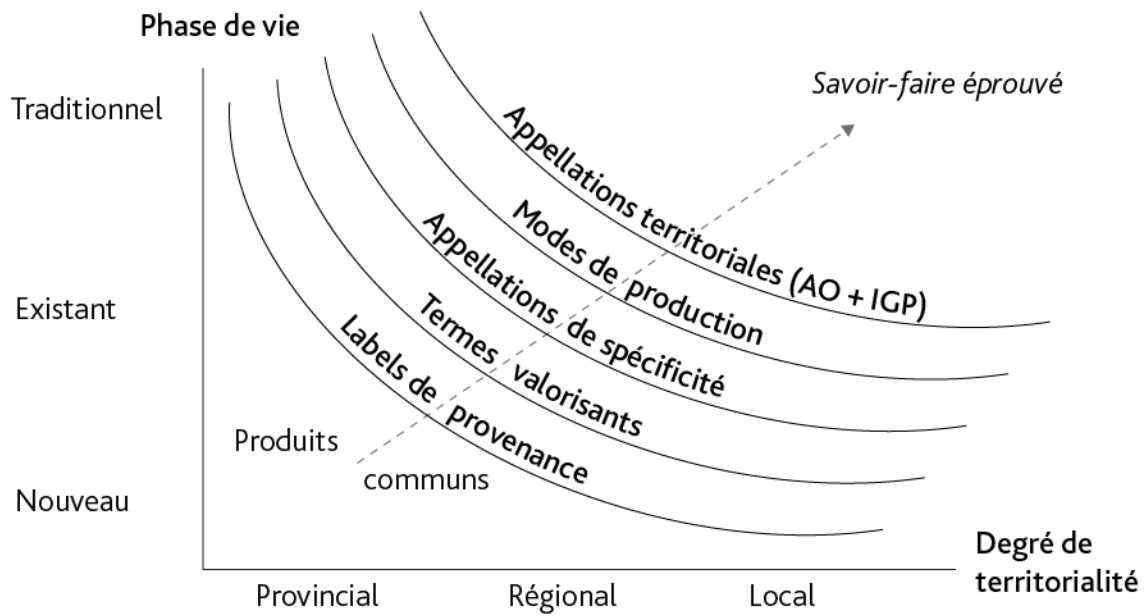 Phase de vie
Traditionnel
Existant
Nouveau
Savoir-faire éprouvé
Appellations territoriales (AO + IGP)
Modes de production
Appellations de spécificité
Termes valorisants
Labels de provenance
Produits
communs
Provincial
Régional
Local
Degré de
territorialité